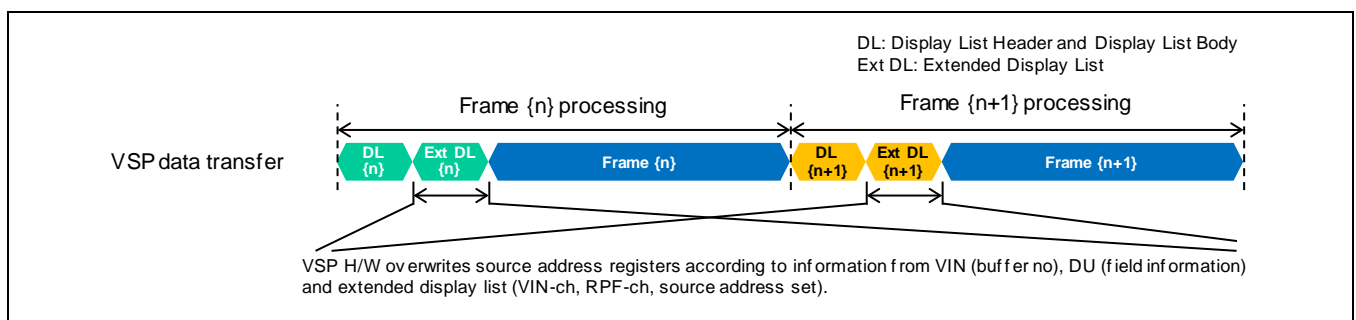 DL: Display List Header and Display List Body
Ext DL: Extended Display List
Frame {n} processing
Frame {n+1} processing
VSP data transfer
DL
{n}
Ext DL
{n}
Frame {n}
DL
{n+1}
Ext DL
{n+1}
Frame {n+1}
VSP H/W overwrites source address registers according to information from VIN (buffer no), DU (field information)
and extended display list (VIN-ch, RPF-ch, source address set).